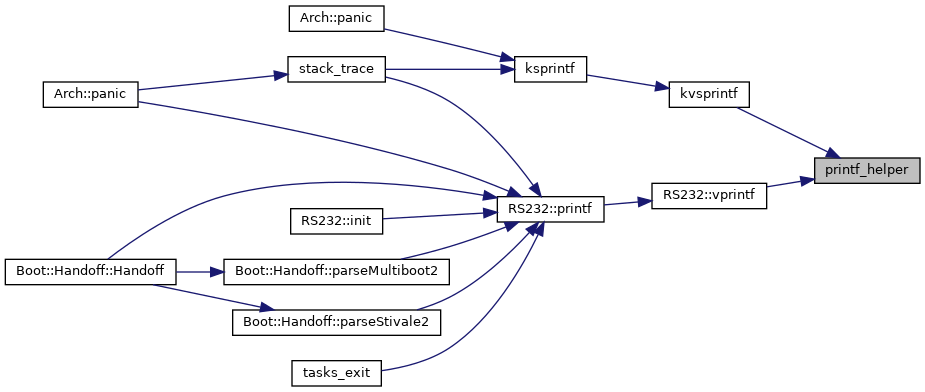 Arch::panic
stack_trace
ksprintf
Arch::panic
kvsprintf
printf_helper
RS232::vprintf
RS232::printf
RS232::init
Boot::Handoff::Handoff
Boot::Handoff::parseMultiboot2
Boot::Handoff::parseStivale2
tasks_exit